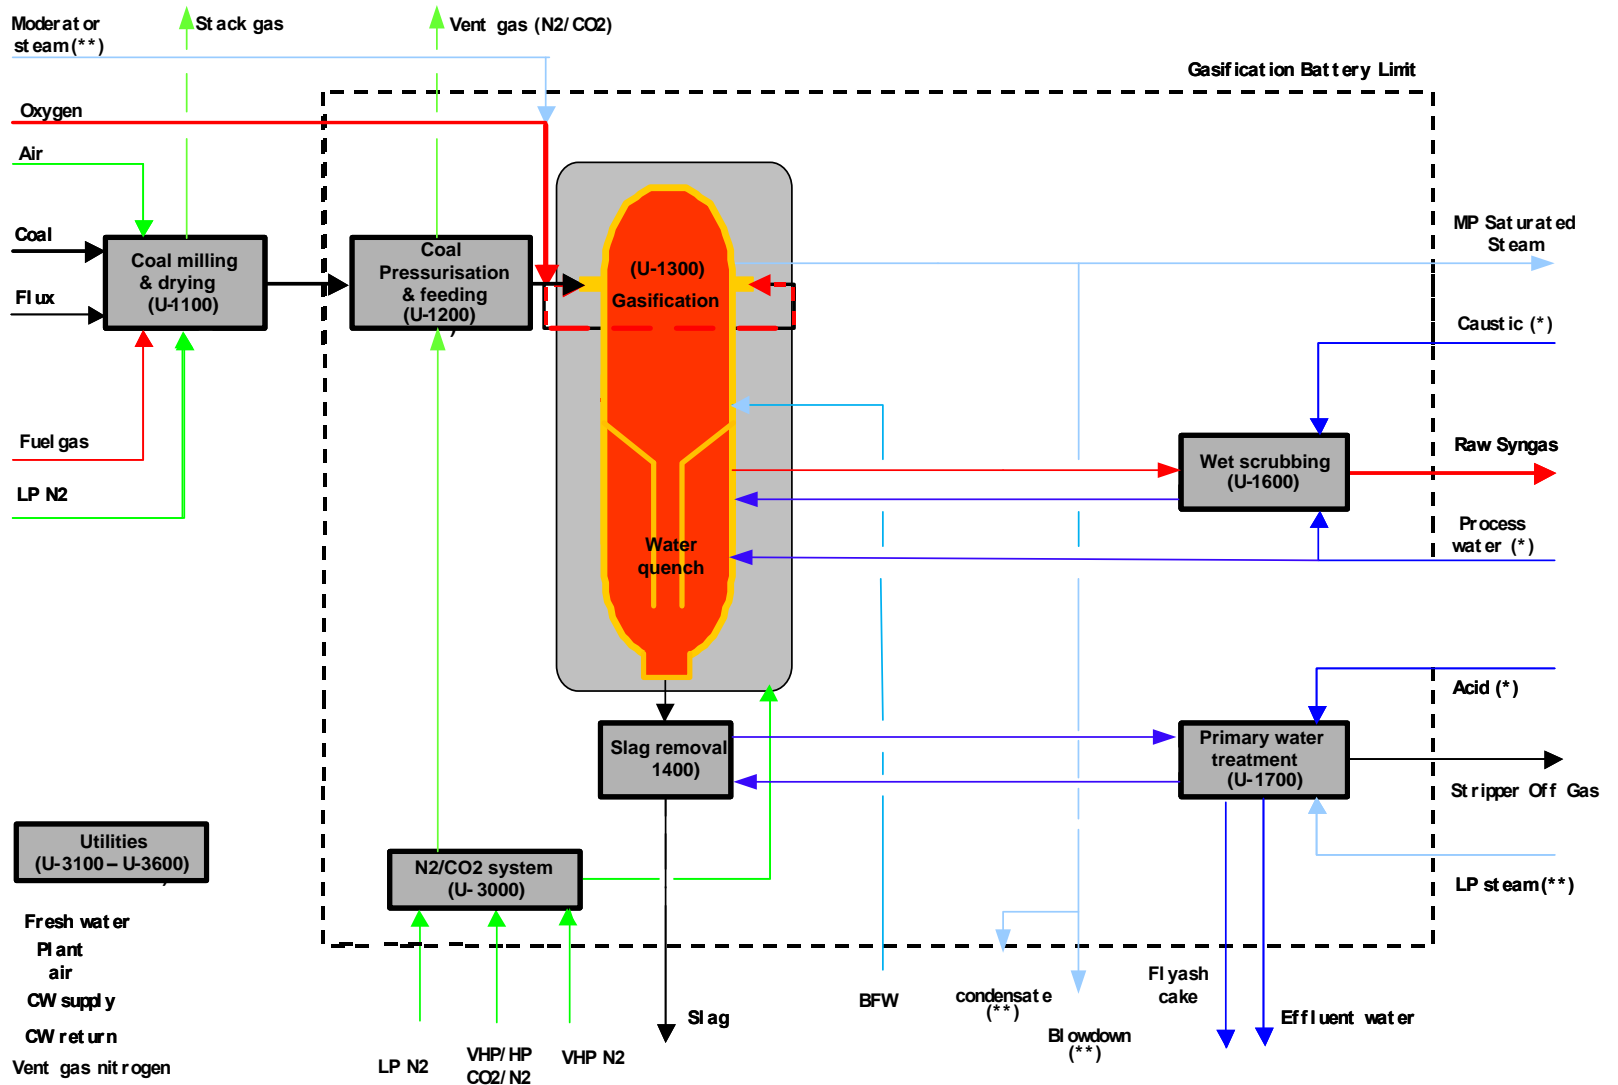 Moderator
steam(**)
Stack gas
Vent gas (N2/CO2)
Gasification Battery Limit
Oxygen
Air
Coal
Flux
Coal milling
& drying
(U-1100)
Coal
Pressurisation
& feeding
(U-1200)
)
(U-1300)
Gasification
MP Saturated
Steam
Caustic (*)
Fuel gas
LP N2
Wet scrubbing
(U-1600)
Raw Syngas
Process
water (*)
Water
quench
Acid (*)
Slag removal
1400)
Primary water
treatment
(U-1700)
Stripper Off Gas
LP steam(**)
Utilities
(U-3100 – U-3600)
)
N2/CO2 system
(U- 3000)
Fresh water
Plant
air
CW supply
CW return
Vent gas nitrogen
LP N2
VHP/HP
CO2/N2
VHP N2
Slag
BFW
condensate
(**)
Blowdown
(**)
Flyash
cake
Effluent water